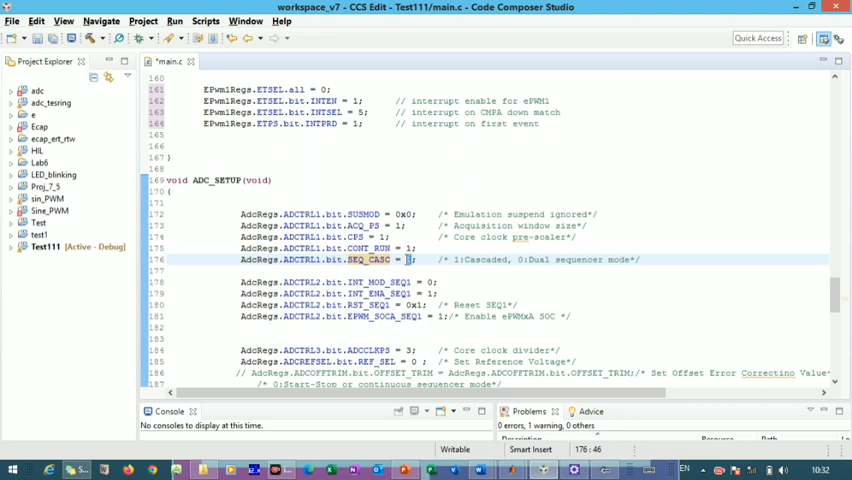 workspace_v7 - CCS Edit - Test111/main.c - Code Composer Studio
File Edit View Navigate Project Run Scripts Window Help
Quick Access
Project Explorer
*main.c
adc
adc_tesring
e
Ecap
ecap_ert_rtw
HIL
Lab6
LED_blinking
Proj_7_5
sin_PWM
Sine_PWM
Test
test1
Test111 [Active - Debug]
160
161 EPwm1Regs.ETSEL.all = 0;
162 EPwm1Regs.ETSEL.bit.INTEN = 1; // interrupt enable for ePWM1
163 EPwm1Regs.ETSEL.bit.INTSEL = 5; // interrupt on CMPA down match
164 EPwm1Regs.ETPS.bit.INTPRD = 1; // interrupt on first event
165
166
167 }
168
169 void ADC_SETUP(void)
170 {
171
172 AdcRegs.ADCTRL1.bit.SUSMOD = 0x0; /* Emulation suspend ignored*/
173 AdcRegs.ADCTRL1.bit.ACQ_PS = 1; /* Acquisition window size*/
174 AdcRegs.ADCTRL1.bit.CPS = 1; /* Core clock pre-scaler*/
175 AdcRegs.ADCTRL1.bit.CONT_RUN = 1;
176 AdcRegs.ADCTRL1.bit.SEQ_CASC = ; /* 1:Cascaded, 0:Dual sequencer mode*/
177
178 AdcRegs.ADCTRL2.bit.INT_MOD_SEQ1 = 0;
179 AdcRegs.ADCTRL2.bit.INT_ENA_SEQ1 = 1;
180 AdcRegs.ADCTRL2.bit.RST_SEQ1 = 0x1; /* Reset SEQ1*/
181 AdcRegs.ADCTRL2.bit.EPWM_SOCA_SEQ1 = 1;/* Enable ePWMxA SOC */
182
183
184 AdcRegs.ADCTRL3.bit.ADCCLKPS = 3; /* Core clock divider*/
185 AdcRegs.ADCREFSEL.bit.REF_SEL = 0 ; /* Set Reference Voltage*/
186 // AdcRegs.ADCOFFTRIM.bit.OFFSET_TRIM = AdcRegs.ADCOFFTRIM.bit.OFFSET_TRIM;/* Set Offset Error Correctino Value*
187 /* 0:Start-Stop or continuous sequencer mode*/
Console
No consoles to display at this time.
Problems Advice
0 errors, 1 warning, 0 others
Description Resource Path
Writable Smart Insert 176 : 46
EN 10:32